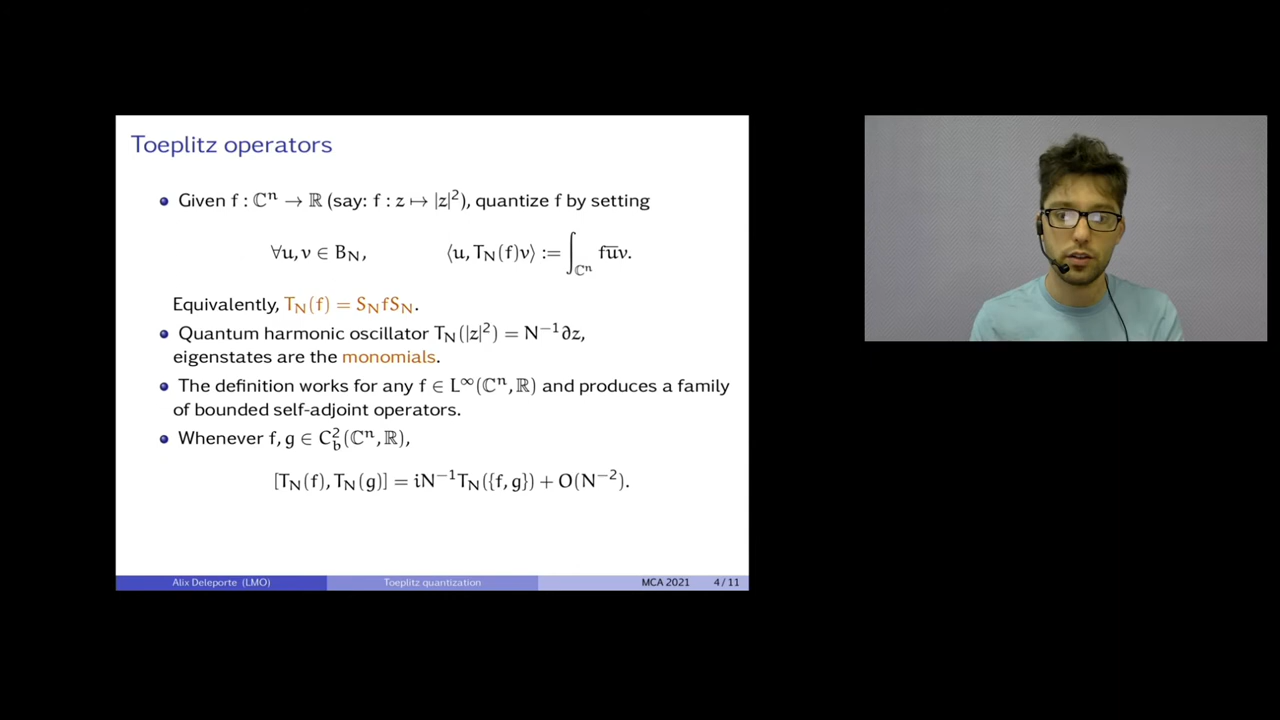 Toeplitz operators
Given f : ℂⁿ → ℝ (say: f : z ↦ |z|²), quantize f by setting
∀u, v ∈ B_N, ⟨u, T_N(f)v⟩ := ∫_ℂⁿ fūv.
Equivalently, T_N(f) = S_N f S_N.
Quantum harmonic oscillator T_N(|z|²) = N⁻¹∂z,
eigenstates are the monomials.
The definition works for any f ∈ L^∞(ℂⁿ, ℝ) and produces a family
of bounded self-adjoint operators.
Whenever f, g ∈ C²_b(ℂⁿ, ℝ),
[T_N(f), T_N(g)] = iN⁻¹T_N({f, g}) + O(N⁻²).
Alix Deleporte (LMO) Toeplitz quantization MCA 2021 4 / 11